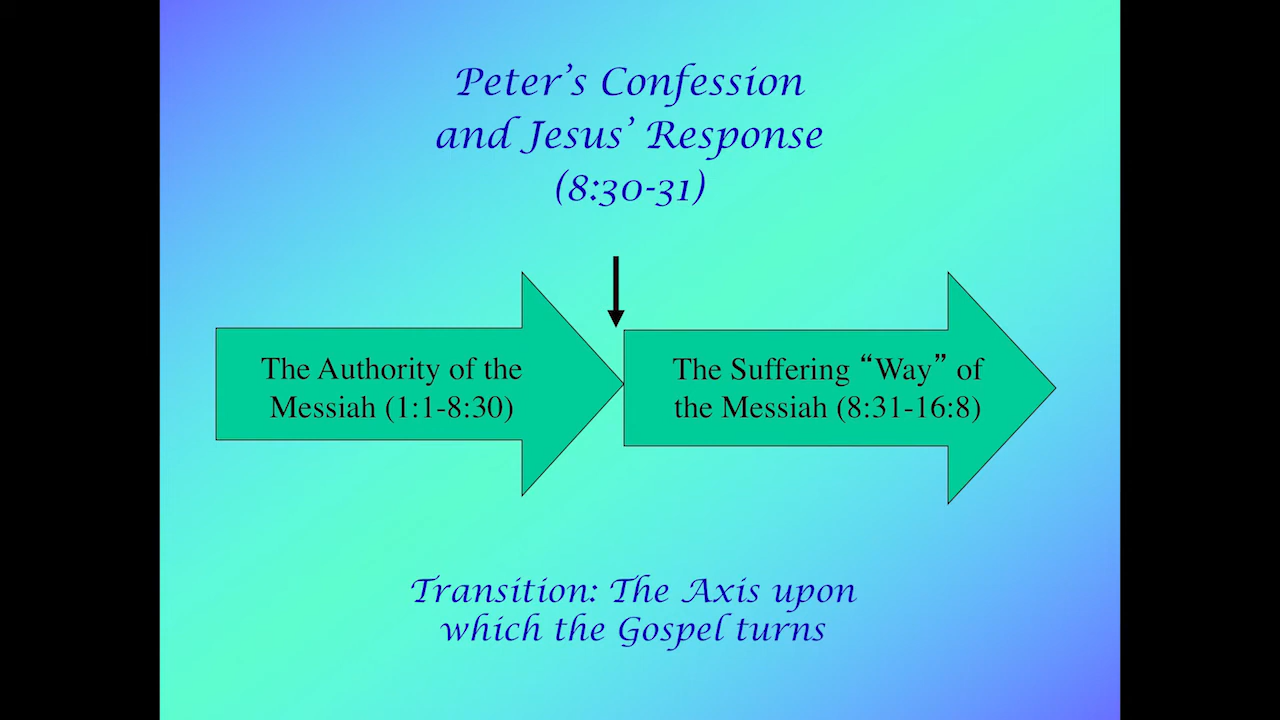 Peter’s Confession
and Jesus’ Response
(8:30-31)
The Authority of the
Messiah (1:1-8:30)
The Suffering “Way” of
the Messiah (8:31-16:8)
Transition: The Axis upon
which the Gospel turns